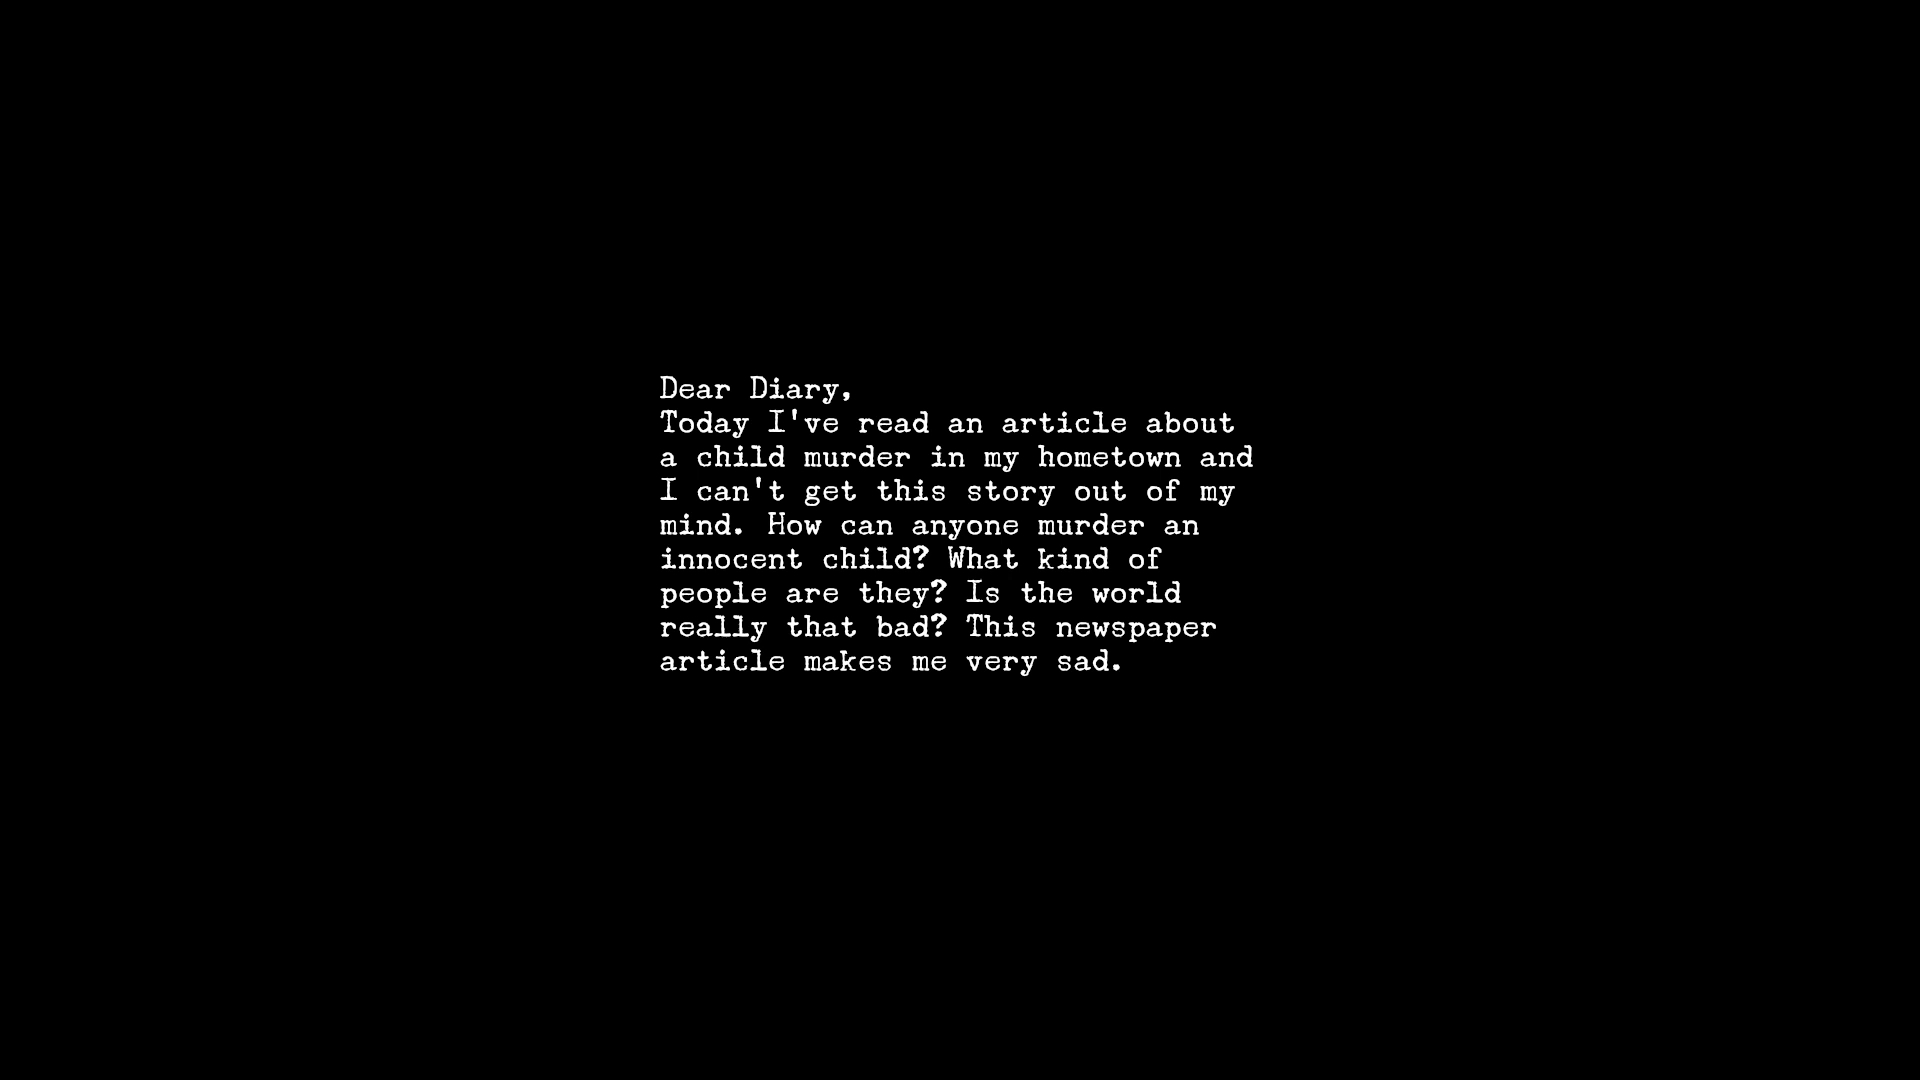 Dear Diary,
Today I've read an article about
a child murder in my hometown and
I can't get this story out of my
mind. How can anyone murder an
innocent child? What kind of
people are they? Is the world
really that bad? This newspaper
article makes me very sad.